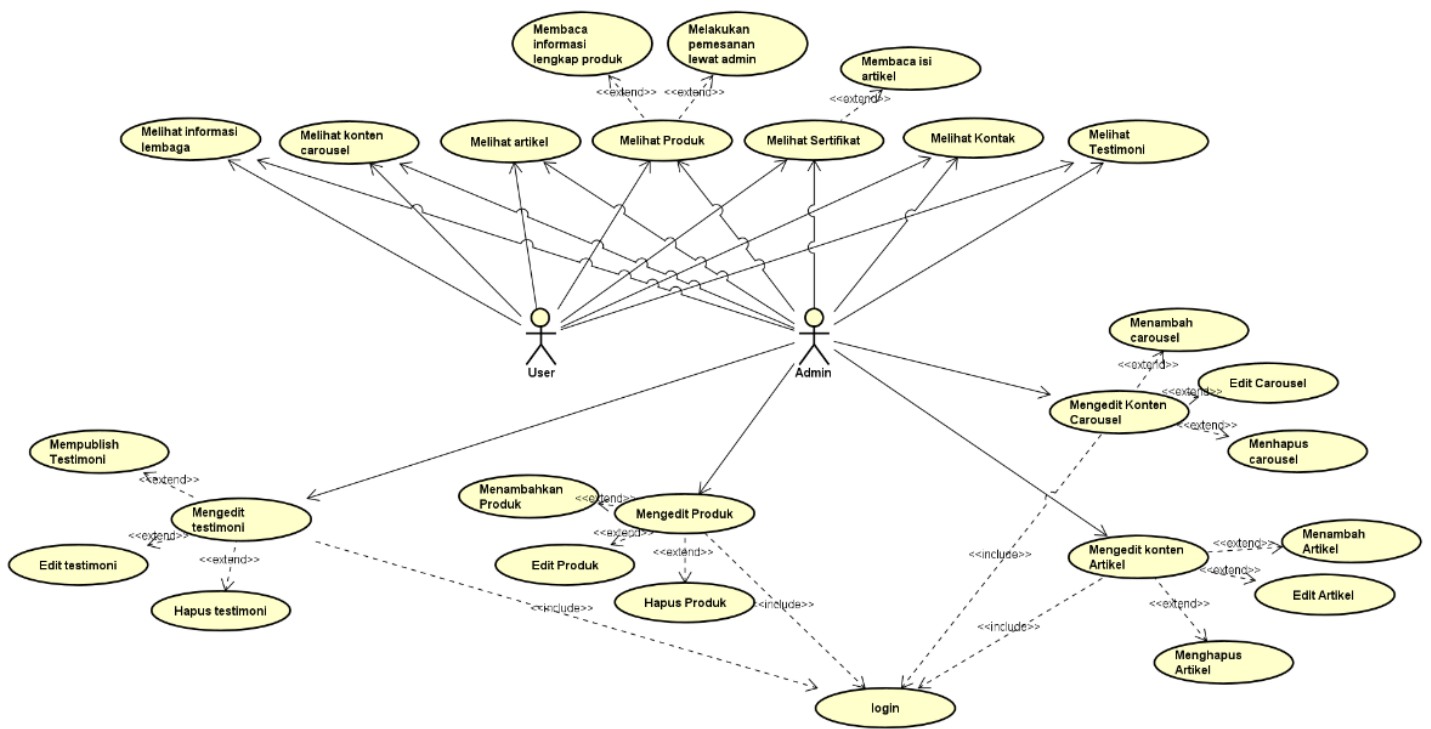 Membaca
informasi
lengkap produk
Melakukan
pemesanan
lewat admin
Membaca isi
artikel
<<extend>>
<<extend>>
<<extend>>
Melihat informasi
lembaga
Melihat konten
carousel
Melihat artikel
Melihat Produk
Melihat Sertifikat
Melihat Kontak
Melihat
Testimoni
User
Admin
Menambah
carousel
<<extend>>
Edit Carousel
<<extend>>
Mengedit Konten
Carousel
<<extend>>
Menhapus
carousel
Mempublish
Testimoni
<<extend>>
Mengedit
testimoni
<<extend>>
Edit testimoni
<<extend>>
Hapus testimoni
Menambahkan
Produk
<<extend>>
Mengedit Produk
<<extend>>
Edit Produk
<<extend>>
Hapus Produk
Mengedit konten
Artikel
<<extend>>
Menambah
Artikel
<<extend>>
Edit Artikel
<<extend>>
Menghapus
Artikel
<<include>>
<<include>>
<<include>>
<<include>>
login